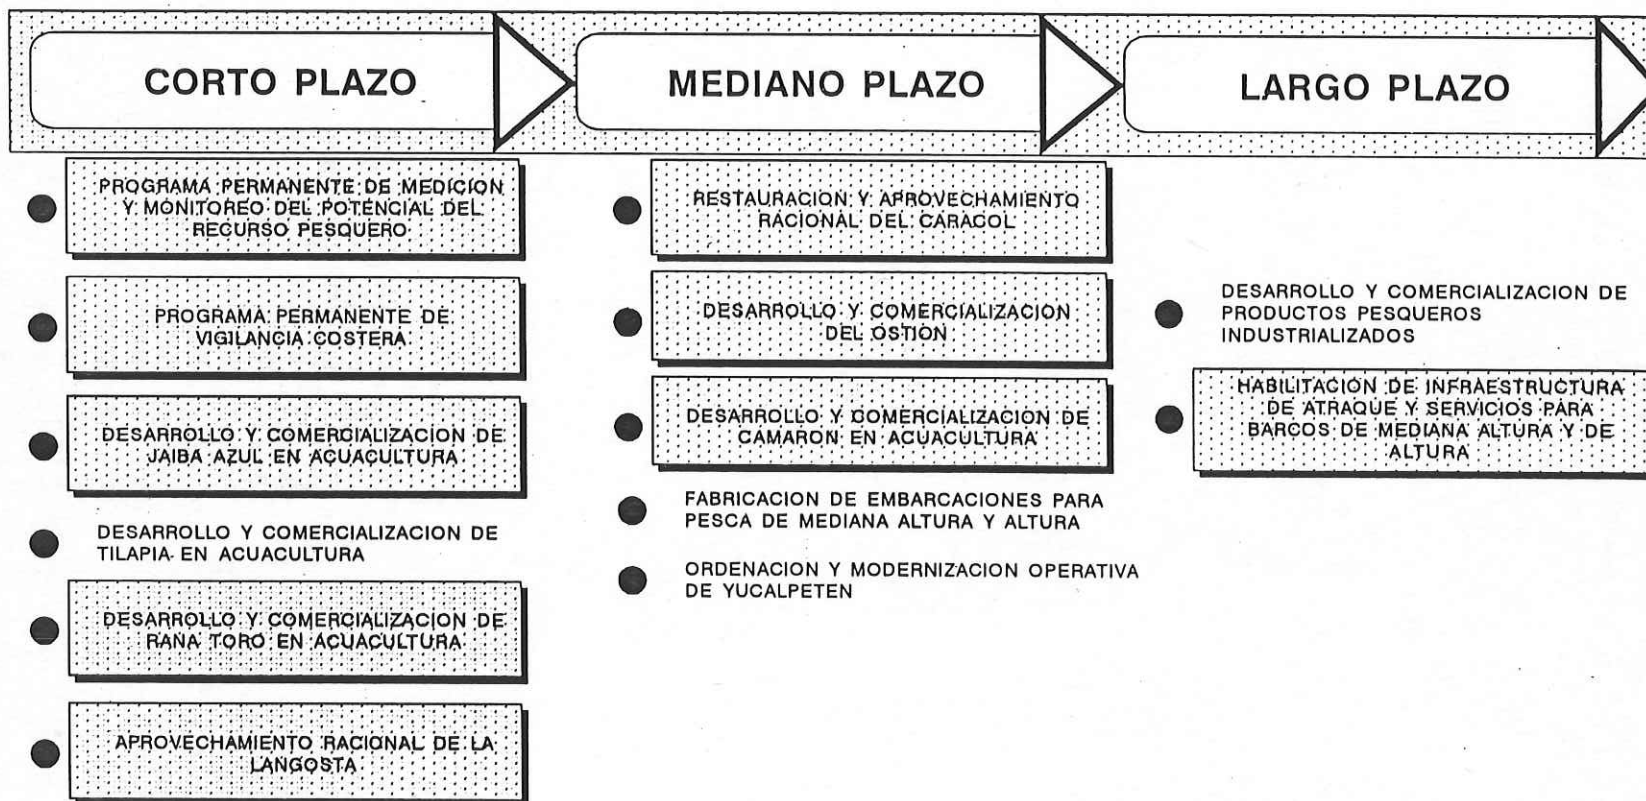 CORTO PLAZO
PROGRAMA PERMANENTE DE MEDICION
Y MONITOREO DEL POTENCIAL DEL
RECURSO PESQUERO
PROGRAMA PERMANENTE DE
VIGILANCIA COSTERA
DESARROLLO Y COMERCIALIZACION DE
JAIBA AZUL EN ACUACULTURA
DESARROLLO Y COMERCIALIZACION DE
TILAPIA EN ACUACULTURA
DESARROLLO Y COMERCIALIZACION DE
RANA TORO EN ACUACULTURA
APROVECHAMIENTO RACIONAL DE LA
LANGOSTA
MEDIANO PLAZO
RESTAURACION Y APROVECHAMIENTO
RACIONAL DEL CARACOL
DESARROLLO Y COMERCIALIZACION
DEL OSTION
DESARROLLO Y COMERCIALIZACION DE
CAMARON EN ACUACULTURA
FABRICACION DE EMBARCACIONES PARA
PESCA DE MEDIANA ALTURA Y ALTURA
ORDENACION Y MODERNIZACION OPERATIVA
DE YUCALPETEN
LARGO PLAZO
DESARROLLO Y COMERCIALIZACION DE
PRODUCTOS PESQUEROS
INDUSTRIALIZADOS
HABILITACION DE INFRAESTRUCTURA
DE ATRAQUE Y SERVICIOS PARA
BARCOS DE MEDIANA ALTURA Y DE
ALTURA